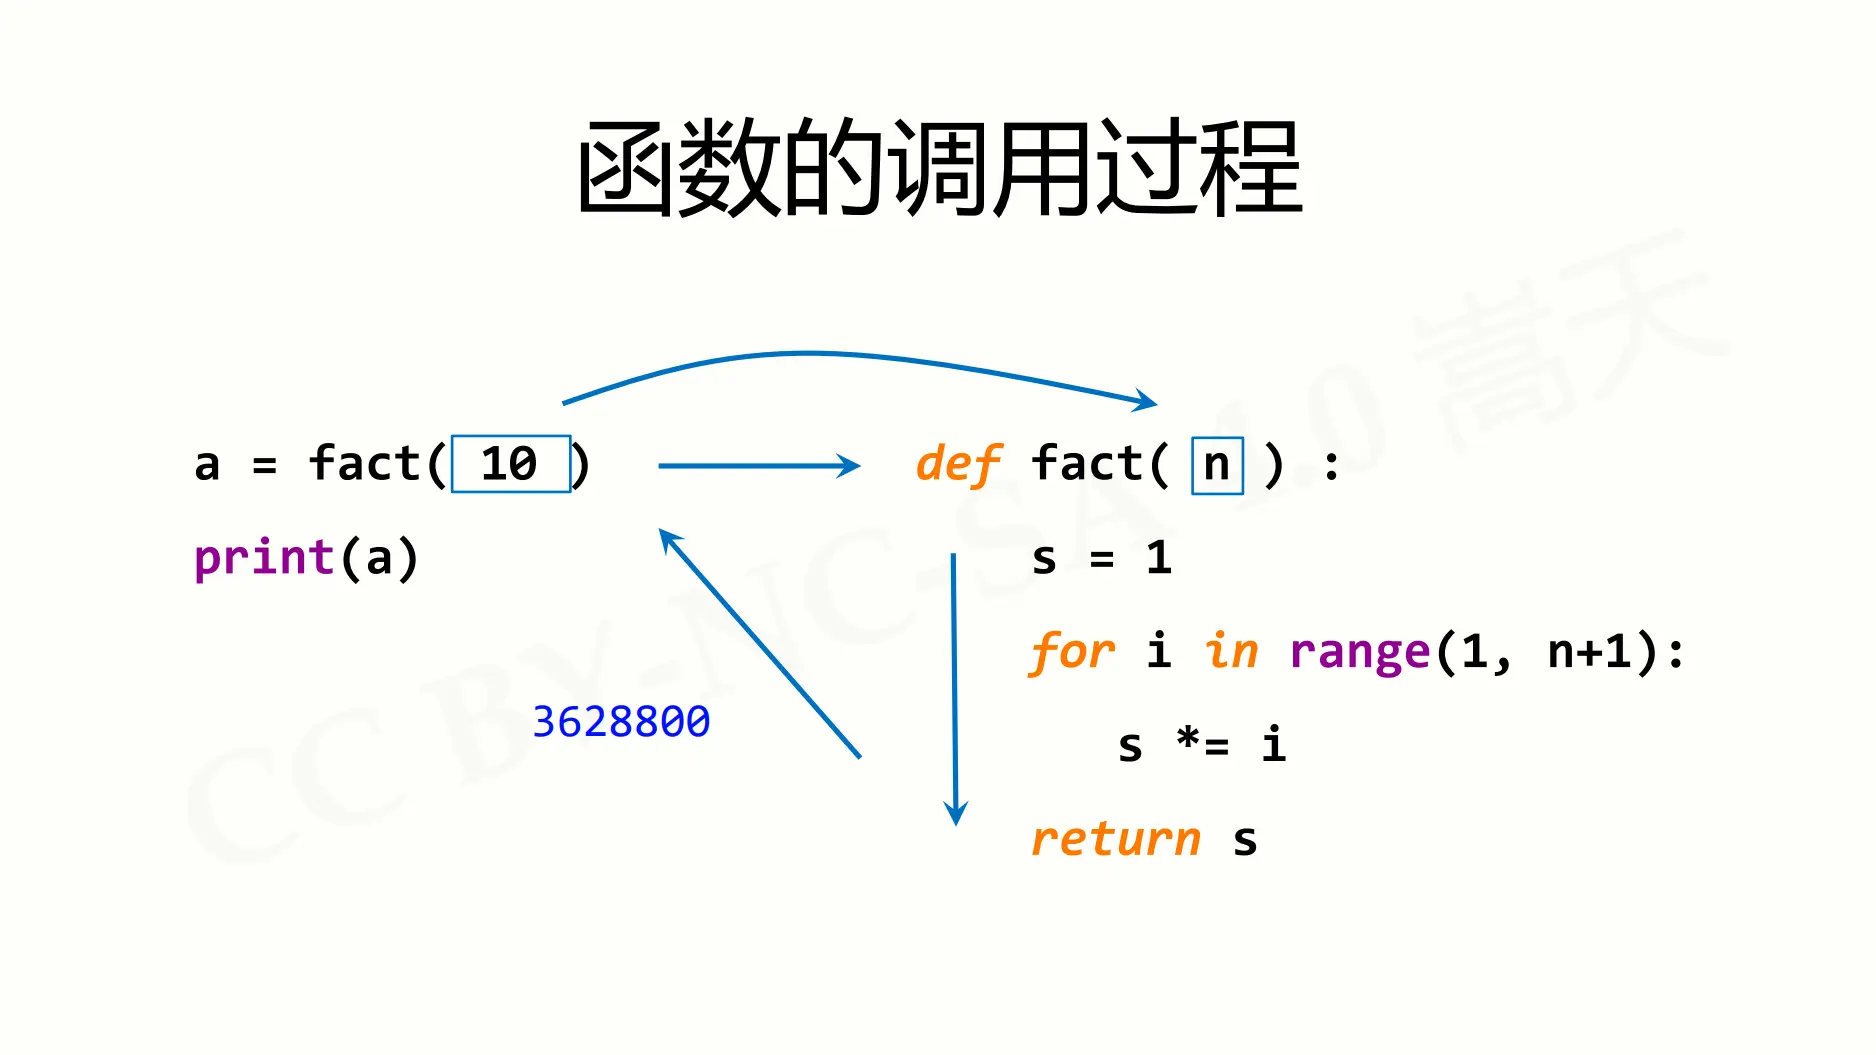 函数的调用过程
a = fact( 10 )
print(a)
3628800
def fact( n ) :
s = 1
for i in range(1, n+1):
s *= i
return s
CC BY-NC-SA 4.0 嵩天